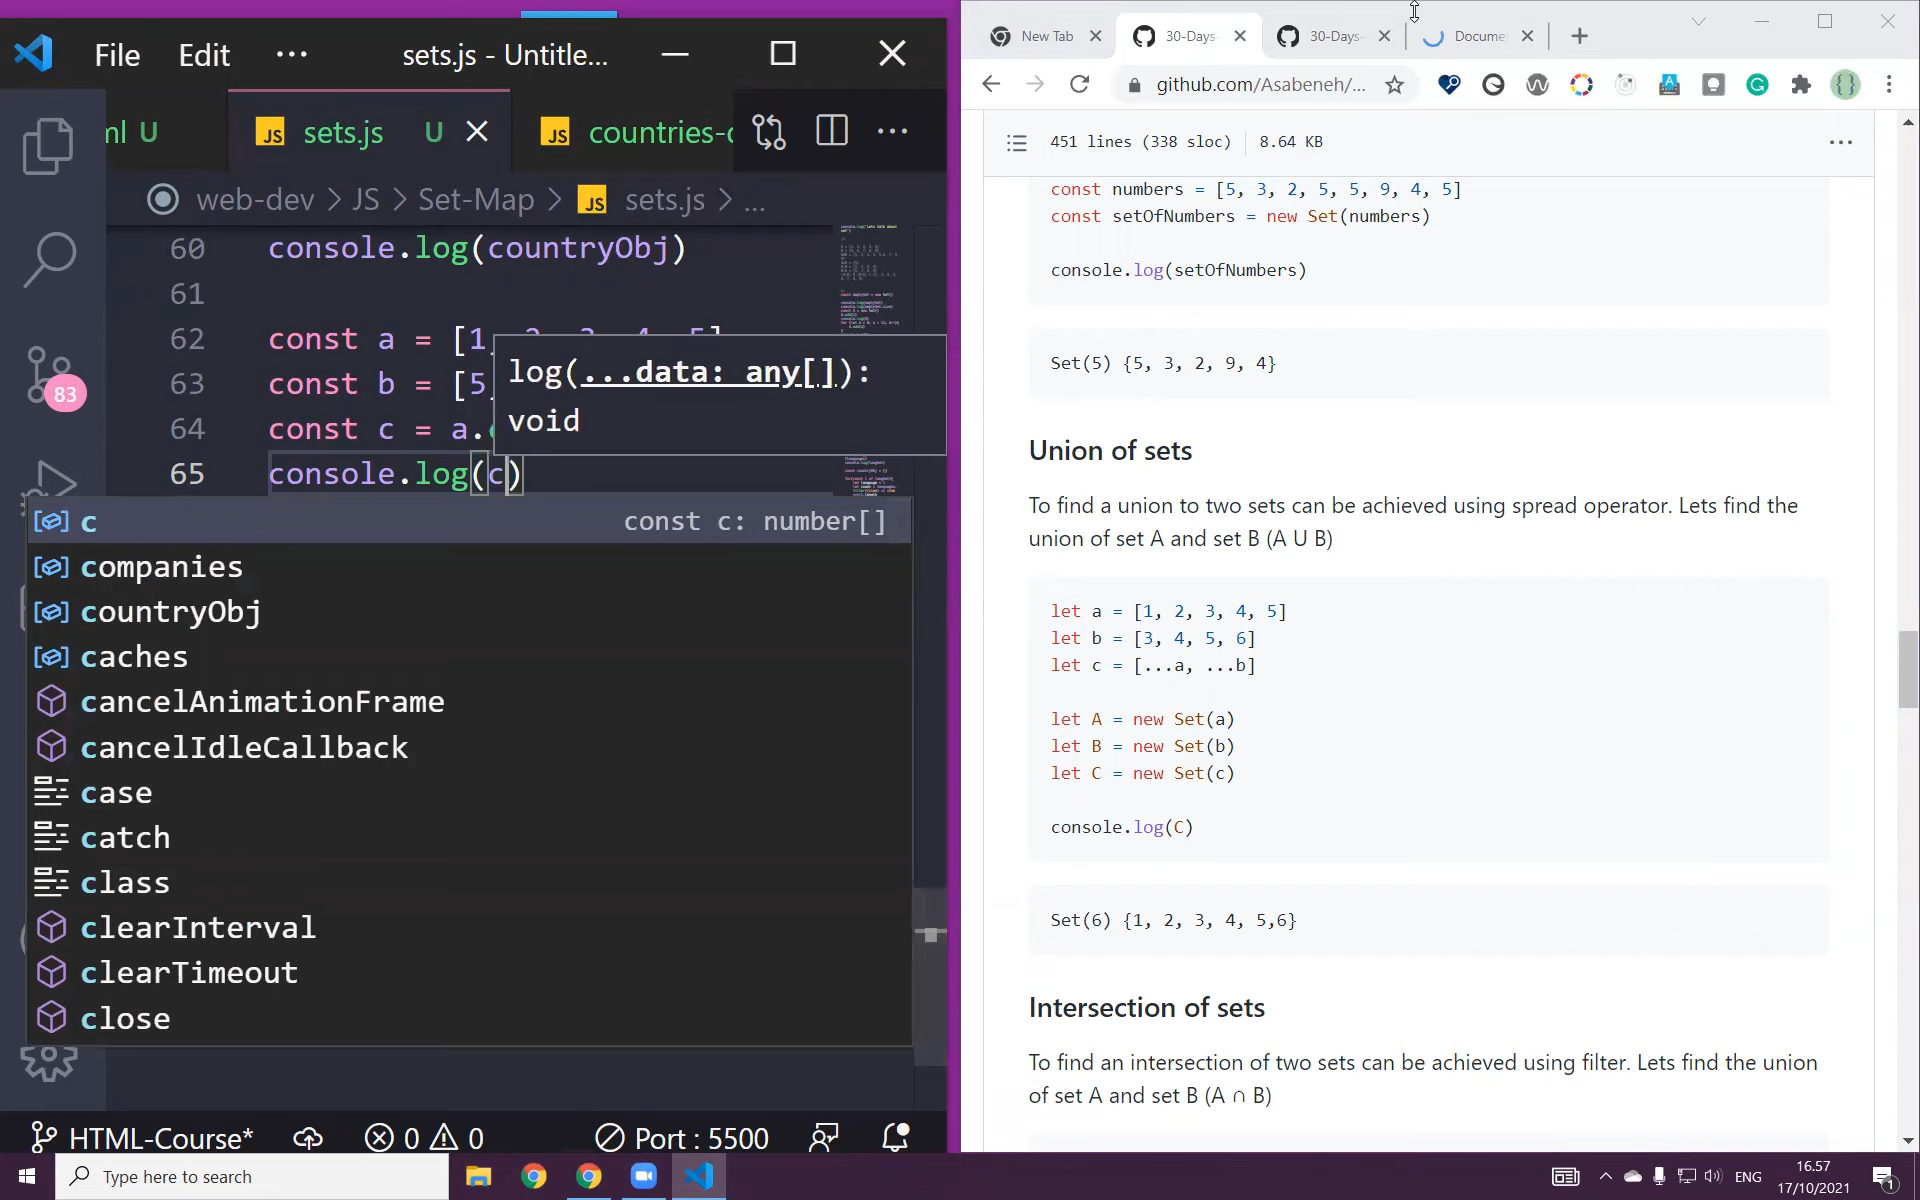 File Edit ... sets.js - Untitle...
ml U
JS sets.js U
JS countries-c
...
web-dev > JS > Set-Map > JS sets.js > ...
60 console.log(countryObj)
61
62 const a = [1, 2, 3, 4, 5]
63 const b = [5,
64 const c = a.
65 console.log(c)
log(...data: any[]):
void
83
c const c: number[]
companies
countryObj
caches
cancelAnimationFrame
cancelIdleCallback
case
catch
class
clearInterval
clearTimeout
close
HTML-Course* 0 0 Port : 5500
New Tab
30-Days-
30-Days-
Docume
github.com/Asabeneh/...
451 lines (338 sloc) 8.64 KB
const numbers = [5, 3, 2, 5, 5, 9, 4, 5]
const setOfNumbers = new Set(numbers)
console.log(setOfNumbers)
Set(5) {5, 3, 2, 9, 4}
Union of sets
To find a union to two sets can be achieved using spread operator. Lets find the
union of set A and set B (A U B)
let a = [1, 2, 3, 4, 5]
let b = [3, 4, 5, 6]
let c = [...a, ...b]
let A = new Set(a)
let B = new Set(b)
let C = new Set(c)
console.log(C)
Set(6) {1, 2, 3, 4, 5,6}
Intersection of sets
To find an intersection of two sets can be achieved using filter. Lets find the union
of set A and set B (A ∩ B)
Type here to search
ENG
16.57
17/10/2021
1